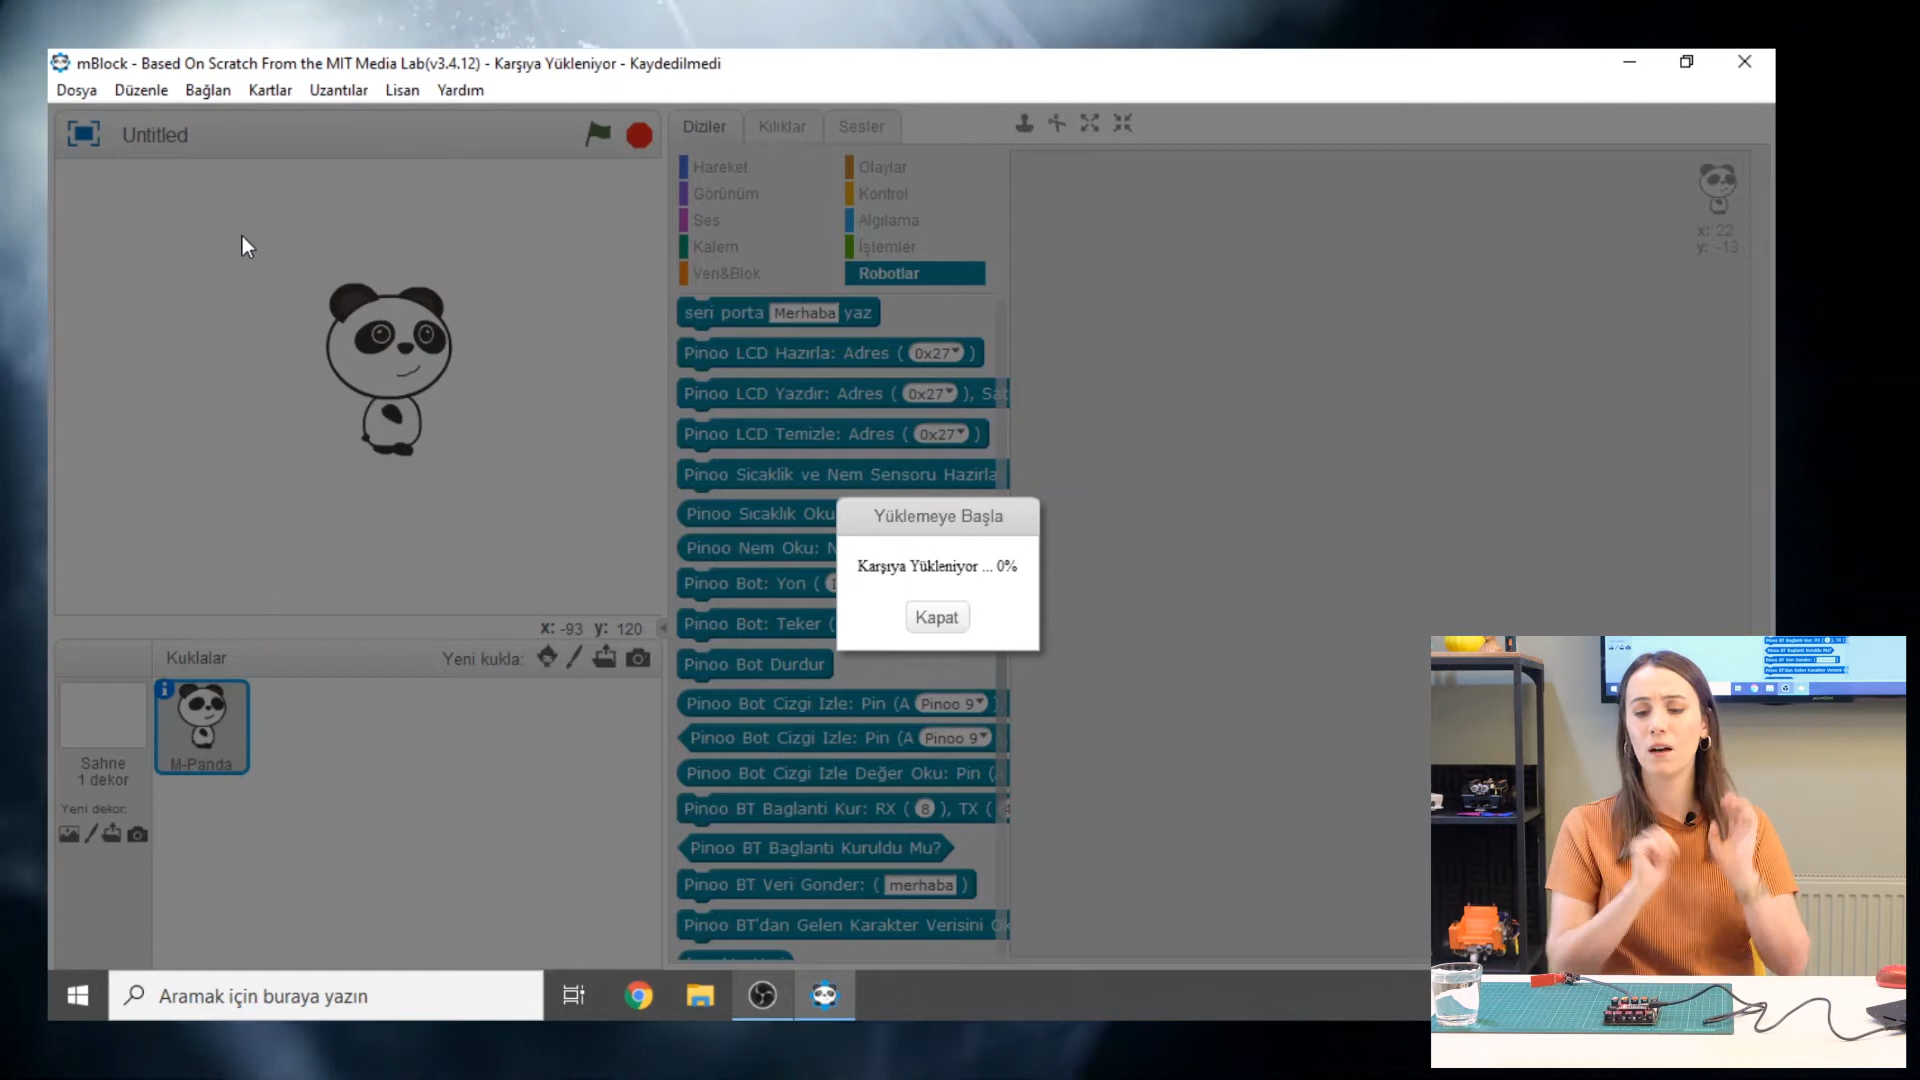 mBlock - Based On Scratch From the MIT Media Lab(v3.4.12) - Karşıya Yükleniyor - Kaydedilmedi
Dosya Düzenle Bağlan Kartlar Uzantılar Lisan Yardım
Untitled
Diziler Kılıklar Sesler
Hareket Olaylar
Görünüm Kontrol
Ses Algılama
Kalem İşlemler
Veri&Blok Robotlar
x: 22
y: -13
seri porta Merhaba yaz
Pinoo LCD Hazırla: Adres ( 0x27 )
Pinoo LCD Yazdır: Adres ( 0x27 ), Sat
Pinoo LCD Temizle: Adres ( 0x27 )
Pinoo Sicaklik ve Nem Sensoru Hazirla
Pinoo Sıcaklık Oku
Pinoo Nem Oku: N
Pinoo Bot: Yon (
Pinoo Bot: Teker (
Pinoo Bot Durdur
Pinoo Bot Cizgi Izle: Pin (A Pinoo 9
Pinoo Bot Cizgi Izle: Pin (A Pinoo 9
Pinoo Bot Cizgi Izle Değer Oku: Pin (A
Pinoo BT Baglanti Kur: RX ( 8 ), TX (
Pinoo BT Baglanti Kuruldu Mu?
Pinoo BT Veri Gonder: ( merhaba )
Pinoo BT'dan Gelen Karakter Verisini Ok
Yüklemeye Başla
Karşıya Yükleniyor ... 0%
Kapat
x: -93 y: 120
Kuklalar Yeni kukla:
M-Panda
Sahne
1 dekor
Yeni dekor:
Aramak için buraya yazın